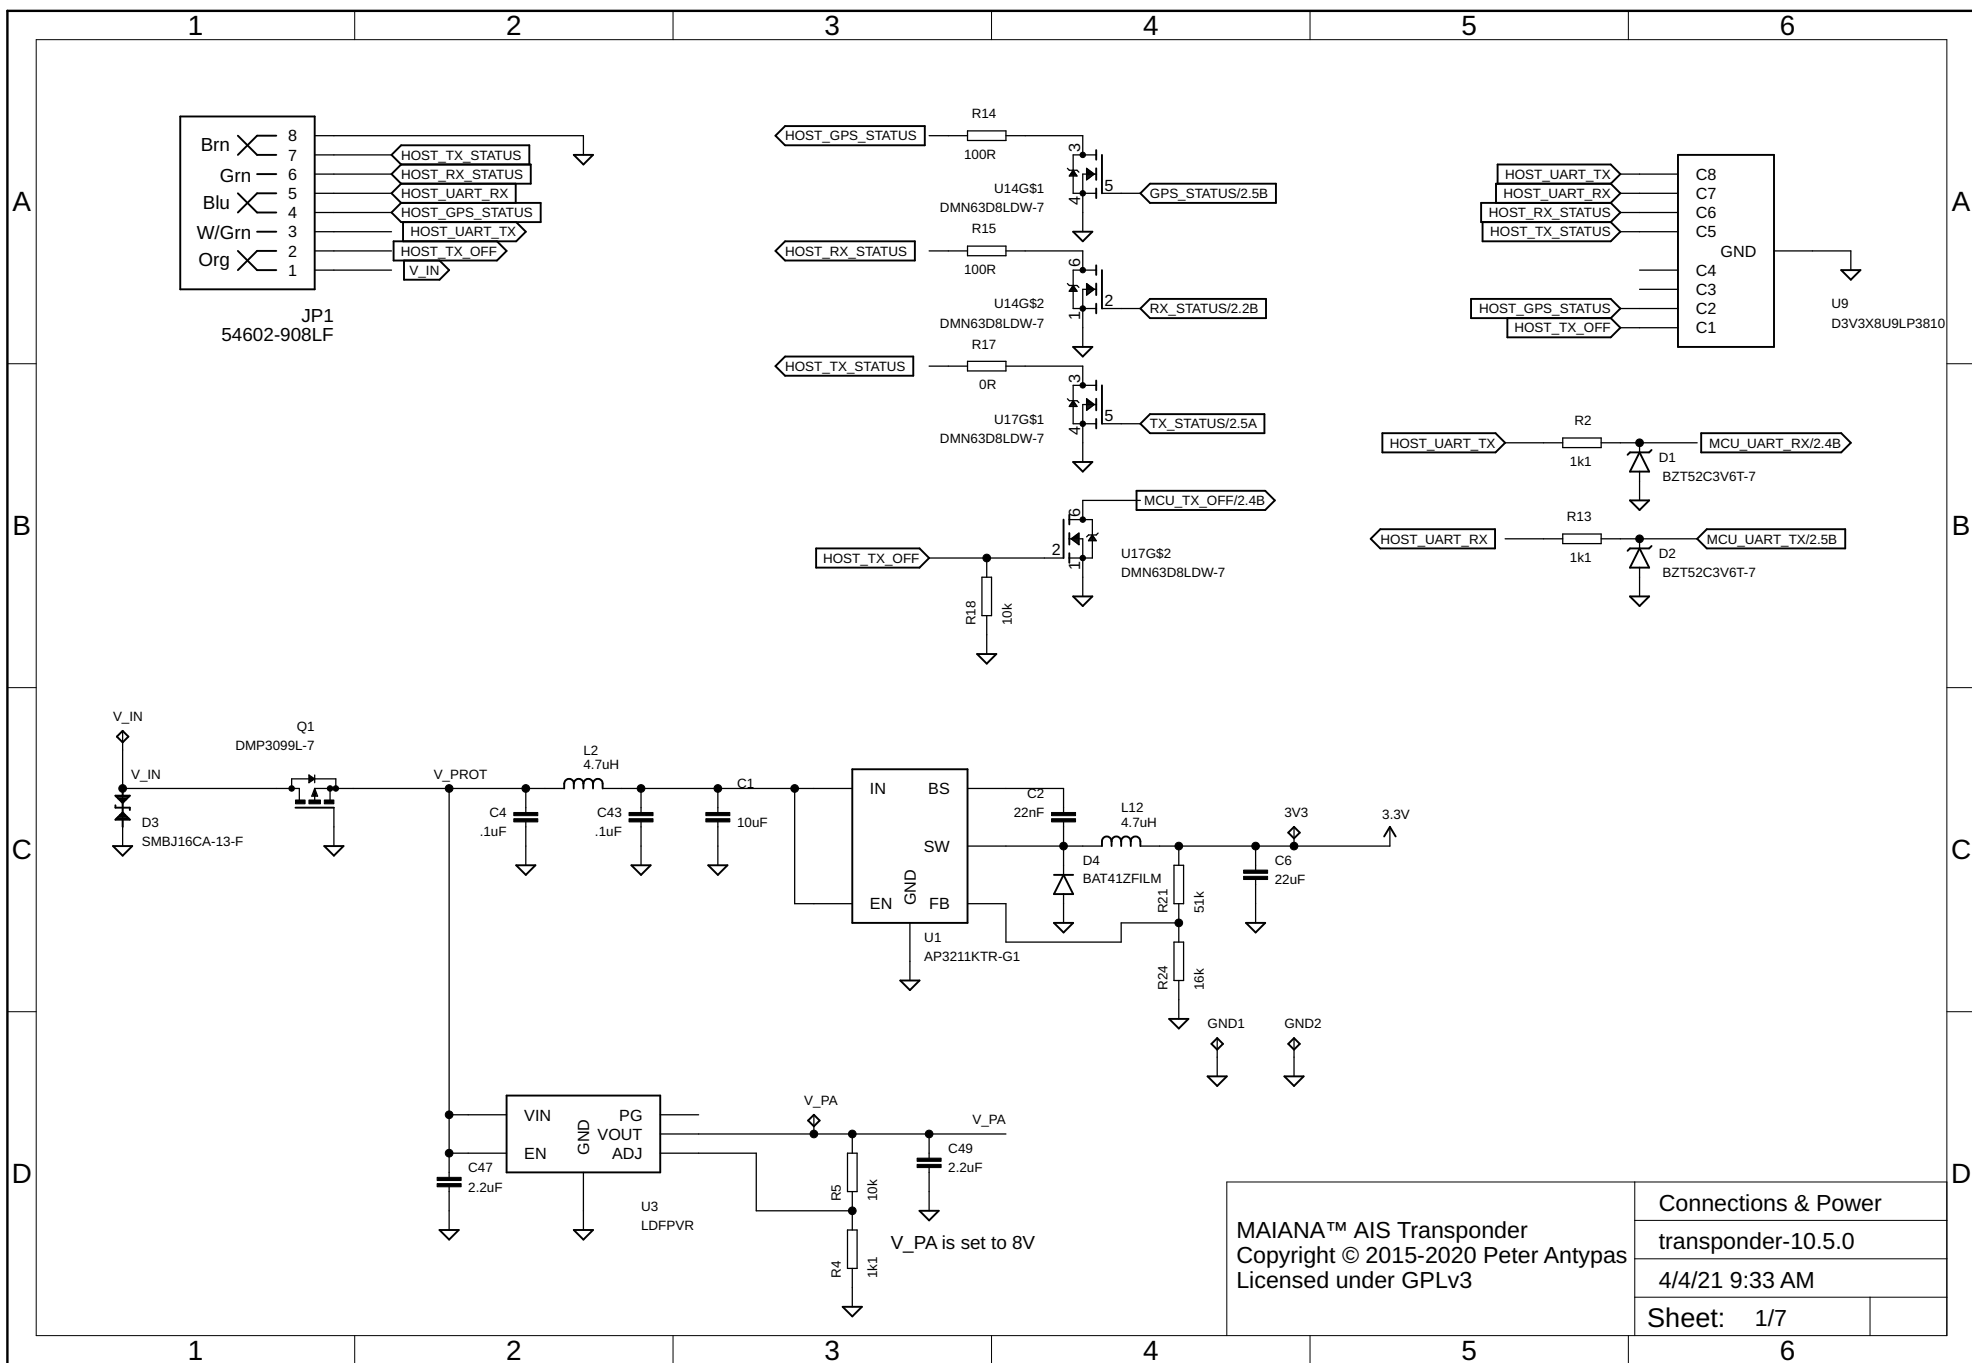 1 2 3 4 5 6
A
A
Brn
8
7 HOST_TX_STATUS
Grn
6 HOST_RX_STATUS
Blu
5 HOST_UART_RX
4 HOST_GPS_STATUS
W/Grn
3 HOST_UART_TX
Org
2 HOST_TX_OFF
1 V_IN
JP1
54602-908LF
HOST_GPS_STATUS
R14
100R
3
4
5
U14G$1
DMN63D8LDW-7
GPS_STATUS/2.5B
HOST_RX_STATUS
R15
100R
6
1
2
U14G$2
DMN63D8LDW-7
RX_STATUS/2.2B
HOST_TX_STATUS
R17
0R
3
4
5
U17G$1
DMN63D8LDW-7
TX_STATUS/2.5A
HOST_UART_TX C8
HOST_UART_RX C7
HOST_RX_STATUS C6
HOST_TX_STATUS C5
GND
C4
C3
HOST_GPS_STATUS C2
HOST_TX_OFF C1
U9
D3V3X8U9LP3810
B
B
MCU_TX_OFF/2.4B
6
2
1
HOST_TX_OFF
U17G$2
DMN63D8LDW-7
R18
10k
HOST_UART_TX
R2
1k1
MCU_UART_RX/2.4B
D1
BZT52C3V6T-7
HOST_UART_RX
R13
1k1
MCU_UART_TX/2.5B
D2
BZT52C3V6T-7
C
C
V_IN
V_IN
D3
SMBJ16CA-13-F
Q1
DMP3099L-7
V_PROT
C4
.1uF
L2
4.7uH
C43
.1uF
C1
10uF
IN BS
SW
EN GND FB
U1
AP3211KTR-G1
C2
22nF
D4
BAT41ZFILM
L12
4.7uH
R21
51k
R24
16k
3V3
3.3V
C6
22uF
GND1
GND2
D
D
VIN PG
GND VOUT
EN ADJ
C47
2.2uF
U3
LDFPVR
V_PA
V_PA
R5
10k
R4
1k1
C49
2.2uF
V_PA is set to 8V
MAIANA™ AIS Transponder
Copyright © 2015-2020 Peter Antypas
Licensed under GPLv3
Connections & Power
transponder-10.5.0
4/4/21 9:33 AM
Sheet: 1/7
1 2 3 4 5 6